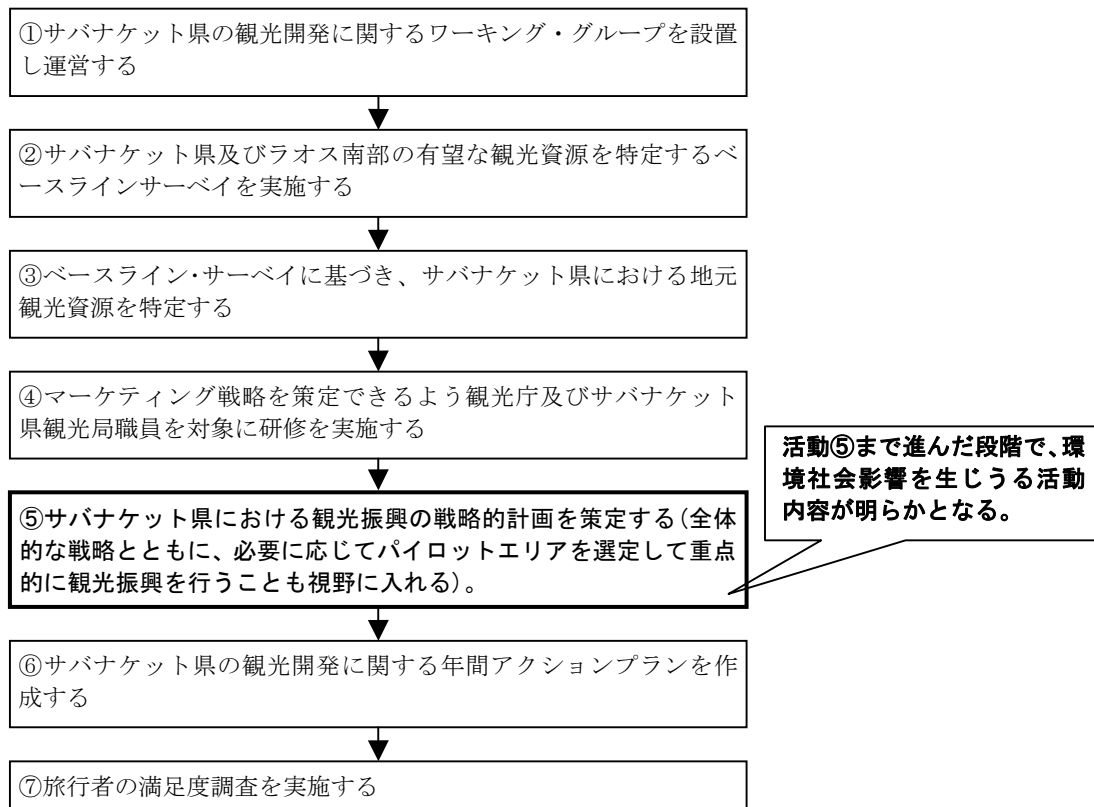 ①サバナケット県の観光開発に関するワーキング・グループを設置
し運営する
②サバナケット県及びラオス南部の有望な観光資源を特定するベ
ースラインサーベイを実施する
③ベースライン･サーベイに基づき、サバナケット県における地元
観光資源を特定する
④マーケティング戦略を策定できるよう観光庁及びサバナケット
県観光局職員を対象に研修を実施する
活動⑤まで進んだ段階で、環
境社会影響を生じうる活動
内容が明らかとなる。
⑤サバナケット県における観光振興の戦略的計画を策定する(全体
的な戦略とともに、必要に応じてパイロットエリアを選定して重点
的に観光振興を行うことも視野に入れる)。
⑥サバナケット県の観光開発に関する年間アクションプランを作
成する
⑦旅行者の満足度調査を実施する